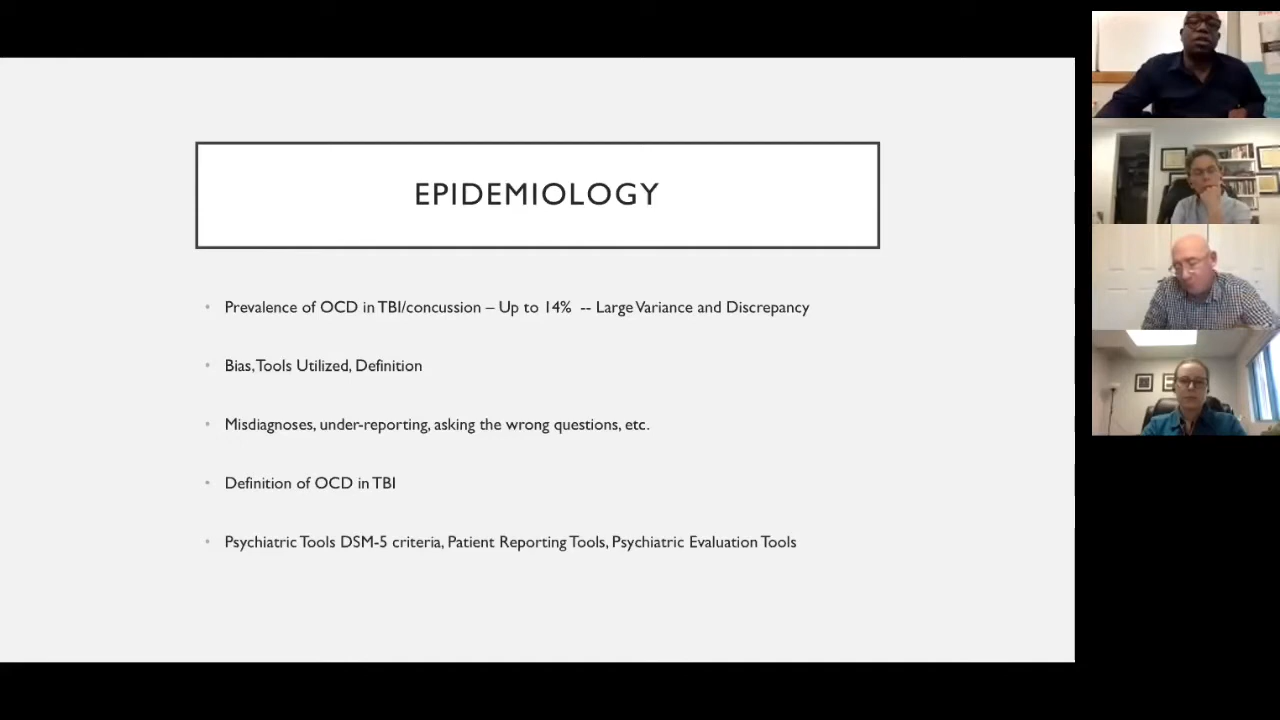 EPIDEMIOLOGY
Prevalence of OCD in TBI/concussion – Up to 14% -- Large Variance and Discrepancy
Bias, Tools Utilized, Definition
Misdiagnoses, under-reporting, asking the wrong questions, etc.
Definition of OCD in TBI
Psychiatric Tools DSM-5 criteria, Patient Reporting Tools, Psychiatric Evaluation Tools